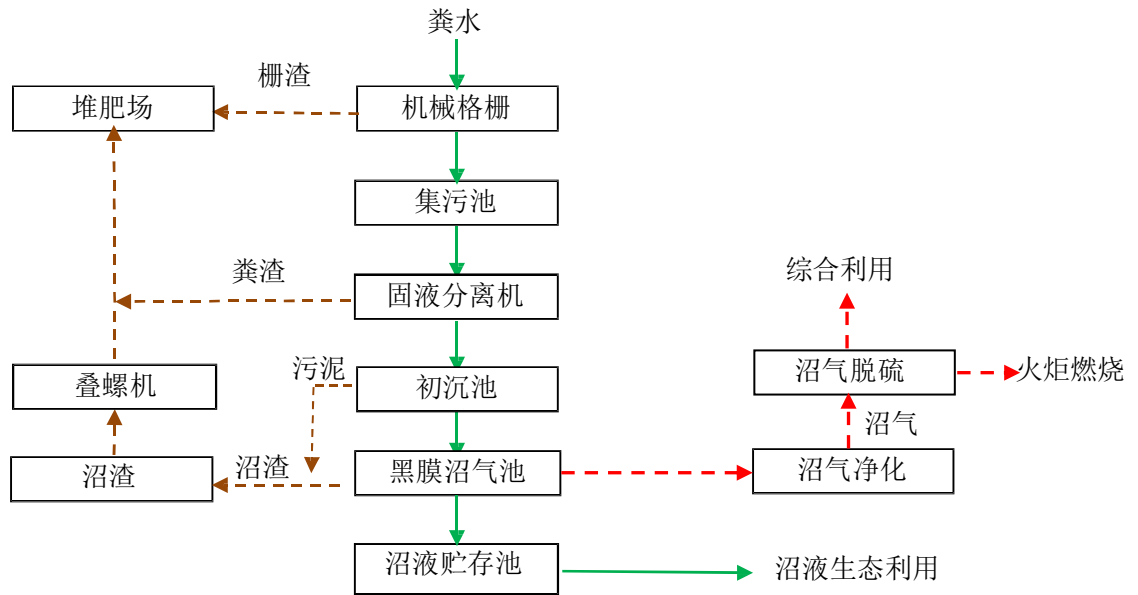 粪水
栅渣
堆肥场
机械格栅
集污池
综合利用
粪渣
固液分离机
污泥
沼气脱硫
火炬燃烧
叠螺机
初沉池
沼气
沼渣
沼渣
黑膜沼气池
沼气净化
沼液贮存池
沼液生态利用